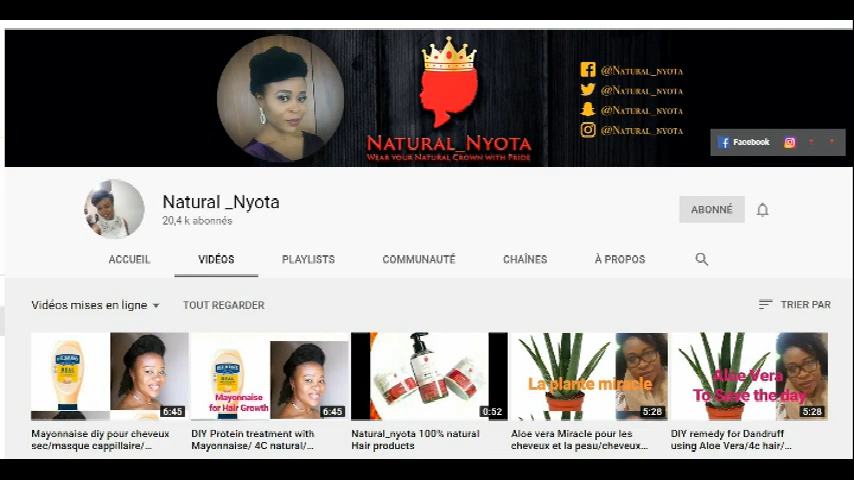 @Natural_nyota
@Natural_nyota
@Natural_nyota
@Natural_nyota
Natural_Nyota
Wear your Natural Crown with Pride
Facebook
Natural _Nyota
20,4 k abonnés
ABONNÉ
ACCUEIL VIDÉOS PLAYLISTS COMMUNAUTÉ CHAÎNES À PROPOS
Vidéos mises en ligne TOUT REGARDER TRIER PAR
REAL
6:45
REAL
Mayonnaise
for Hair Growth
6:45
0:52
La plante miracle
5:28
Aloe Vera
To Save the day
5:28
Mayonnaise diy pour cheveux
sec/masque cappillaire/...
DIY Protein treatment with
Mayonnaise/ 4C natural/...
Natural_nyota 100% natural
Hair products
Aloe vera Miracle pour les
cheveux et la peau/cheveux...
DIY remedy for Dandruff
using Aloe Vera/4c hair/...